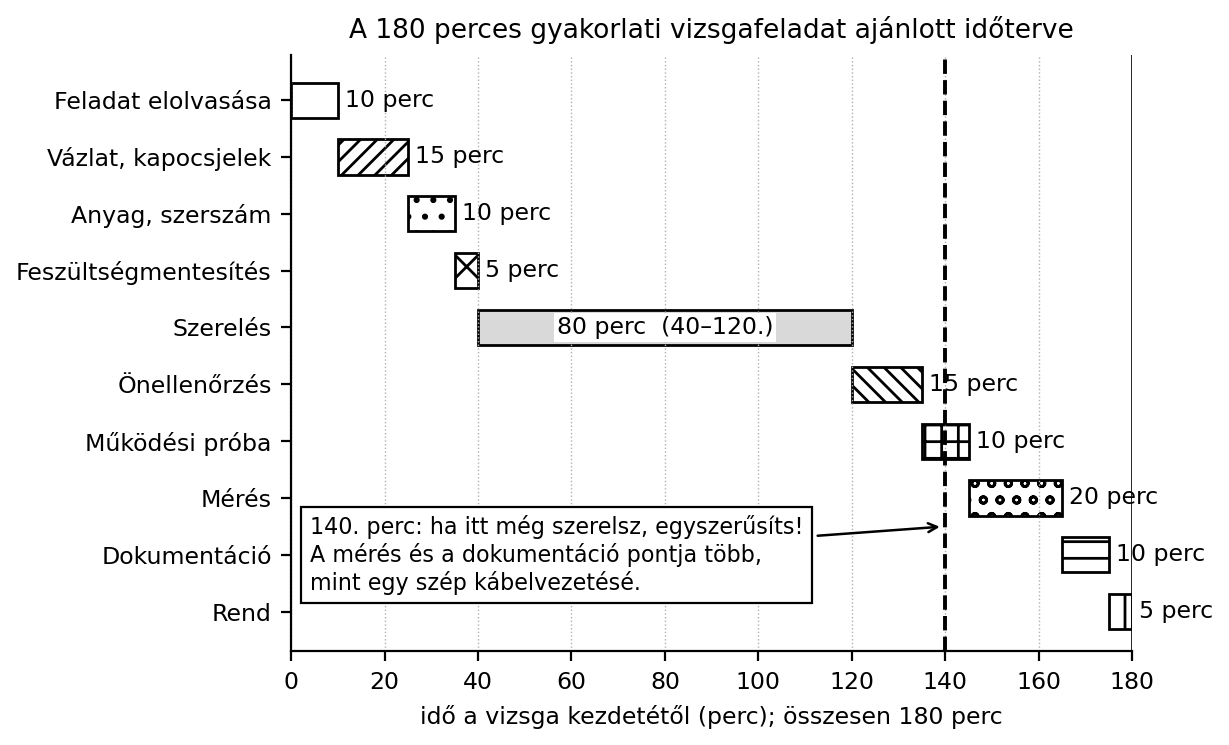 A 180 perces gyakorlati vizsgafeladat ajánlott időterve
Feladat elolvasása
10 perc
Vázlat, kapocsjelek
15 perc
Anyag, szerszám
10 perc
Feszültségmentesítés
5 perc
Szerelés
80 perc (40–120.)
Önellenőrzés
15 perc
Működési próba
10 perc
Mérés
20 perc
140. perc: ha itt még szerelsz, egyszerűsíts!
A mérés és a dokumentáció pontja több,
mint egy szép kábelvezetésé.
Dokumentáció
10 perc
Rend
5 perc
0 20 40 60 80 100 120 140 160 180
idő a vizsga kezdetétől (perc); összesen 180 perc